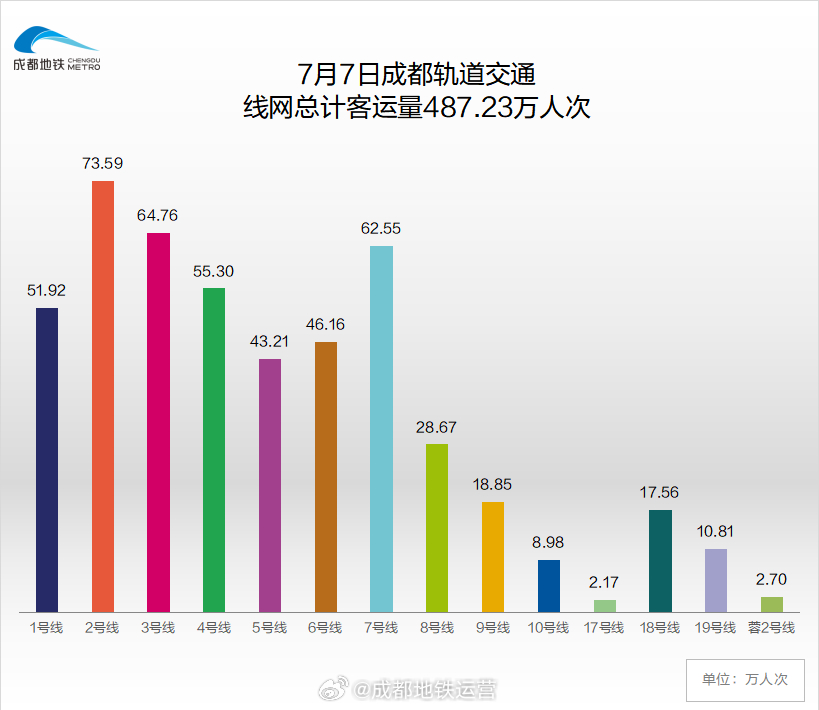 成都地铁 CHENGDU METRO
7月7日成都轨道交通
线网总计客运量487.23万人次
51.92
73.59
64.76
55.30
43.21
46.16
62.55
28.67
18.85
8.98
2.17
17.56
10.81
2.70
1号线 2号线 3号线 4号线 5号线 6号线 7号线 8号线 9号线 10号线 17号线 18号线 19号线 蓉2号线
单位：万人次
@成都地铁运营